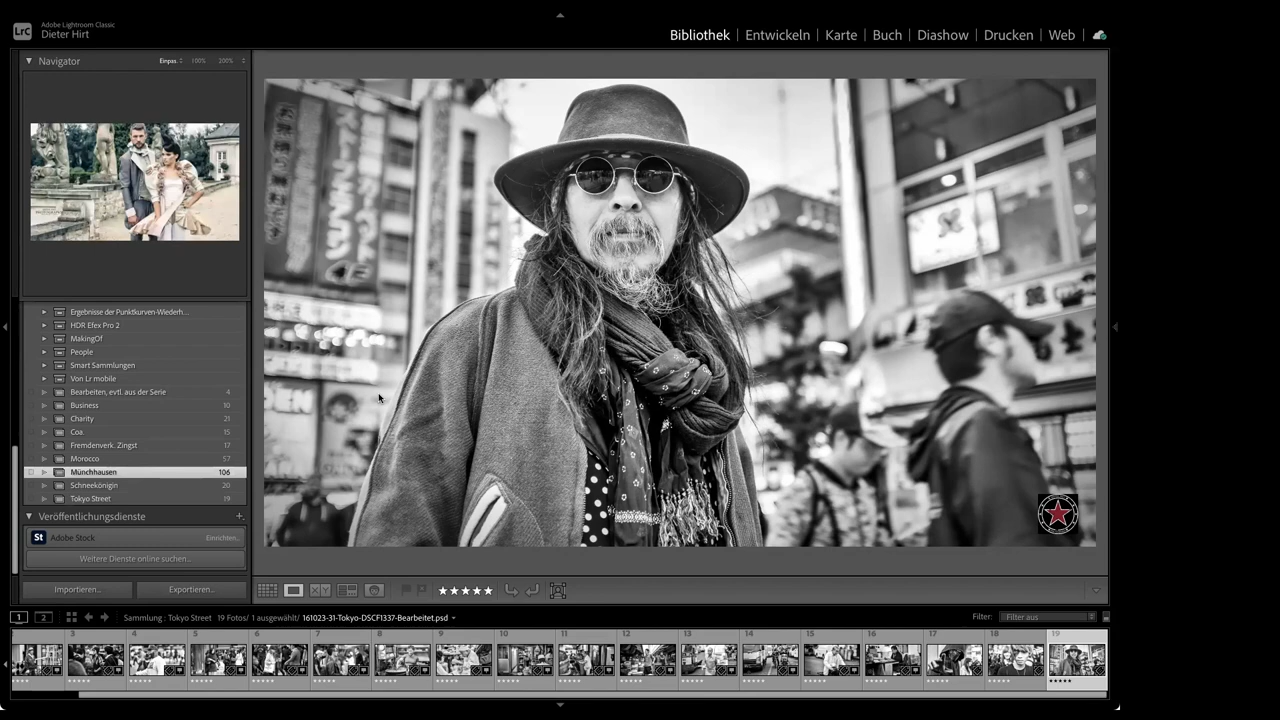 LrC
Adobe Lightroom Classic
Dieter Hirt
Bibliothek | Entwickeln | Karte | Buch | Diashow | Drucken | Web
Navigator
Einpas. 100% 200%
Ergebnisse der Punktkurven-Wiederh...
HDR Efex Pro 2
MakingOf
People
Smart Sammlungen
Von Lr mobile
Bearbeiten, evtl. aus der Serie 4
Business 10
Charity 21
Coa. 15
Fremdenverk. Zingst 17
Morocco 57
Münchhausen 106
Schneekönigin 20
Tokyo Street 19
Veröffentlichungsdienste
St Adobe Stock Einrichten...
Weitere Dienste online suchen...
Importieren... Exportieren...
XY
1 2 Sammlung : Tokyo Street 19 Fotos/ 1 ausgewählt/ 161023-31-Tokyo-DSCF1337-Bearbeitet.psd
Filter: Filter aus
3 4 5 6 7 8 9 10 11 12 13 14 15 16 17 18 19